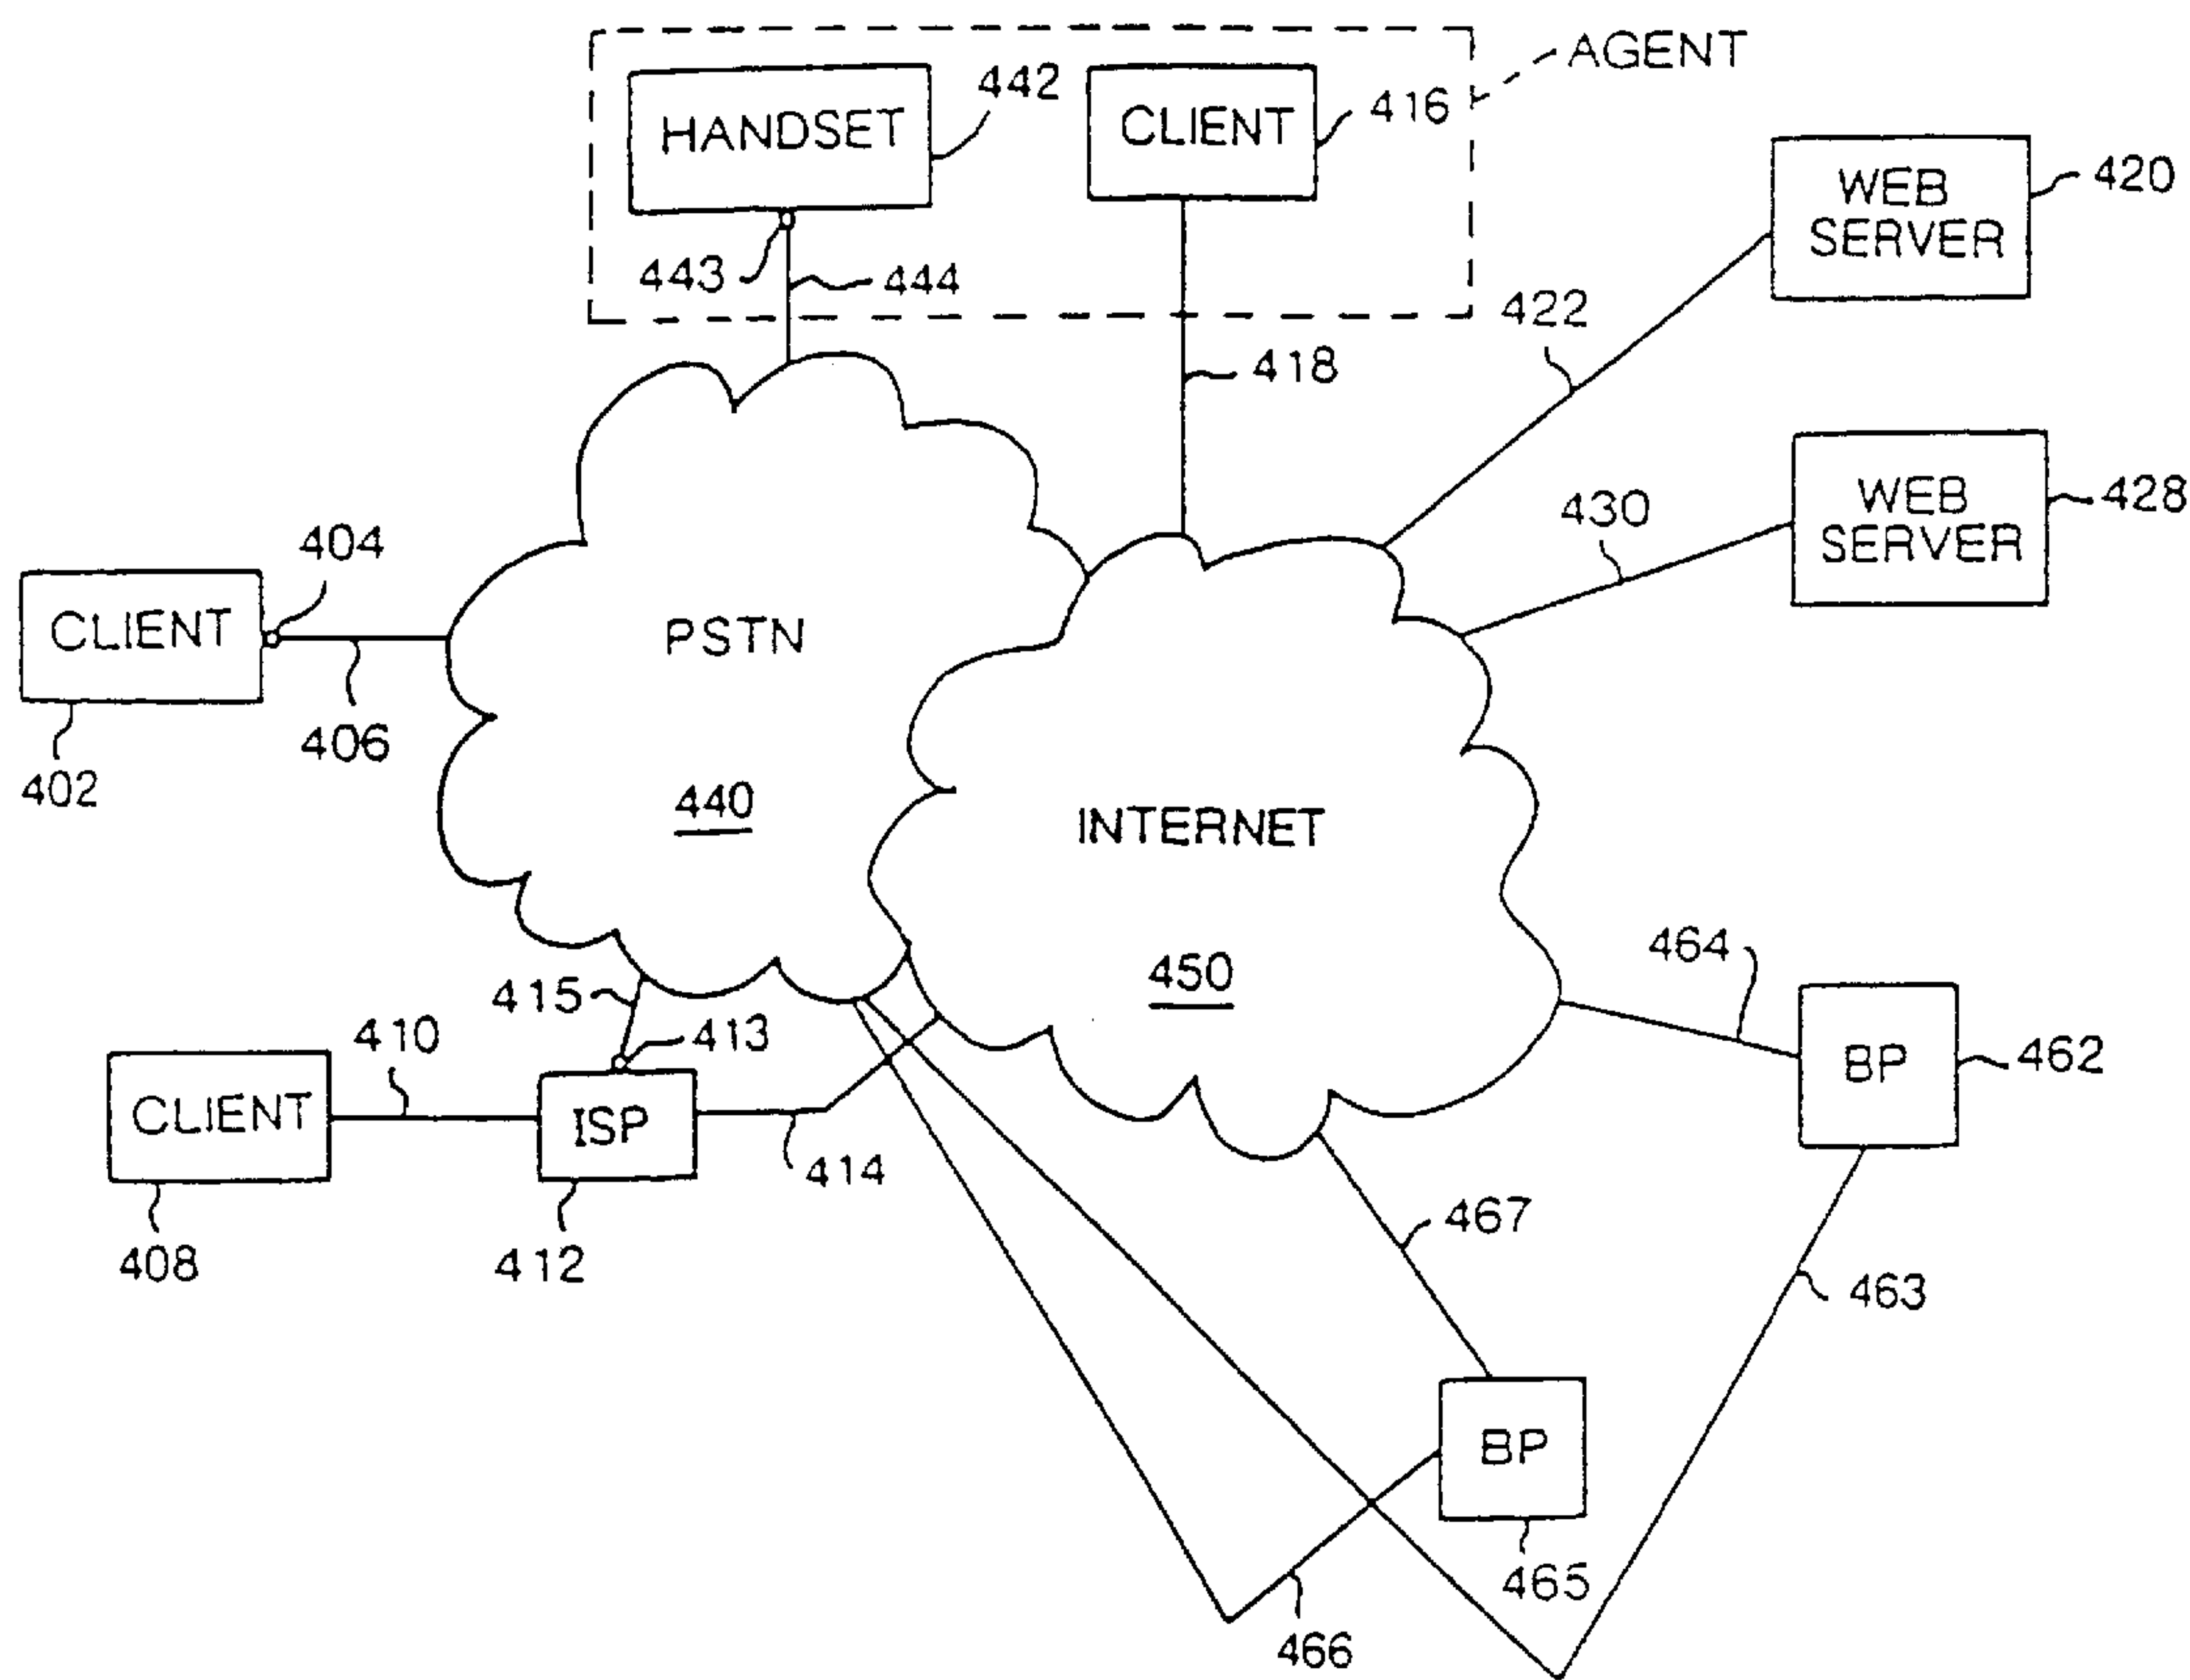 AGENT
HANDSET
442
CLIENT
416
443
444
418
WEB
SERVER
420
422
WEB
SERVER
428
430
404
CLIENT
402
406
PSTN
440
INTERNET
450
415
413
410
CLIENT
408
ISP
412
414
464
BP
462
463
467
BP
465
466